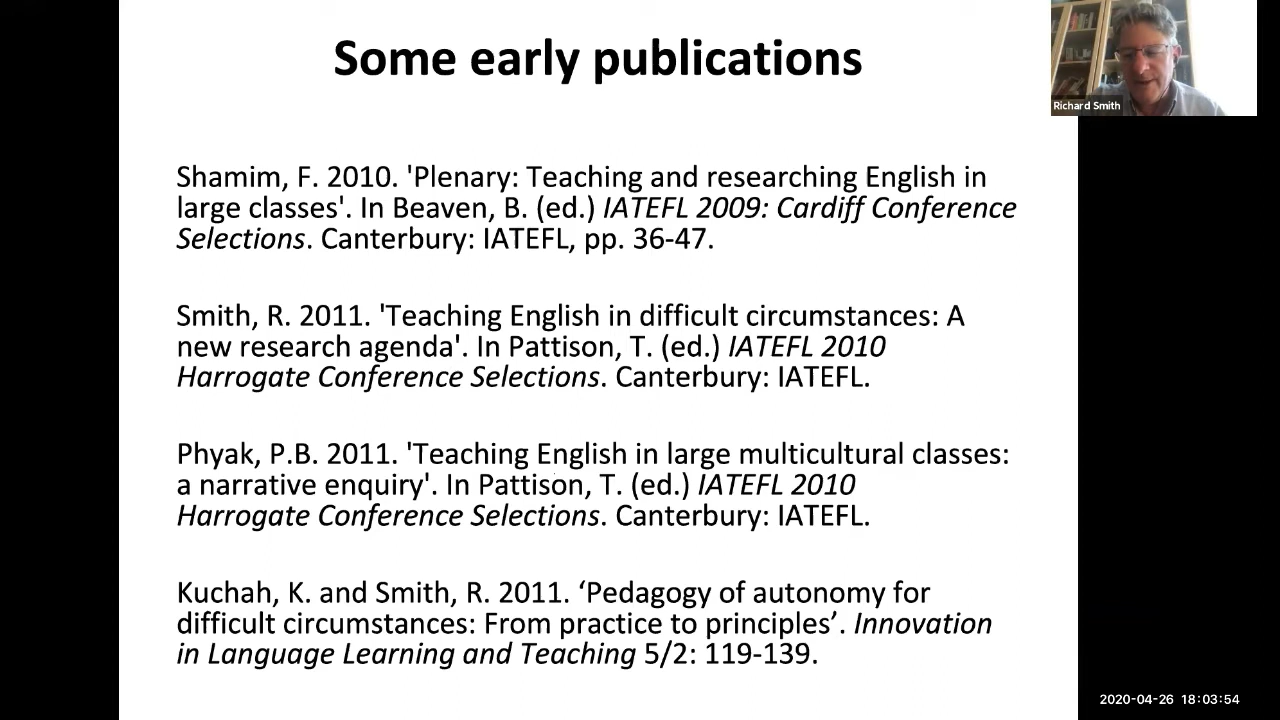 Some early publications
Richard Smith
Shamim, F. 2010. 'Plenary: Teaching and researching English in
large classes'. In Beaven, B. (ed.) IATEFL 2009: Cardiff Conference
Selections. Canterbury: IATEFL, pp. 36-47.
Smith, R. 2011. 'Teaching English in difficult circumstances: A
new research agenda'. In Pattison, T. (ed.) IATEFL 2010
Harrogate Conference Selections. Canterbury: IATEFL.
Phyak, P.B. 2011. 'Teaching English in large multicultural classes:
a narrative enquiry'. In Pattison, T. (ed.) IATEFL 2010
Harrogate Conference Selections. Canterbury: IATEFL.
Kuchah, K. and Smith, R. 2011. ‘Pedagogy of autonomy for
difficult circumstances: From practice to principles’. Innovation
in Language Learning and Teaching 5/2: 119-139.
2020-04-26 18:03:54